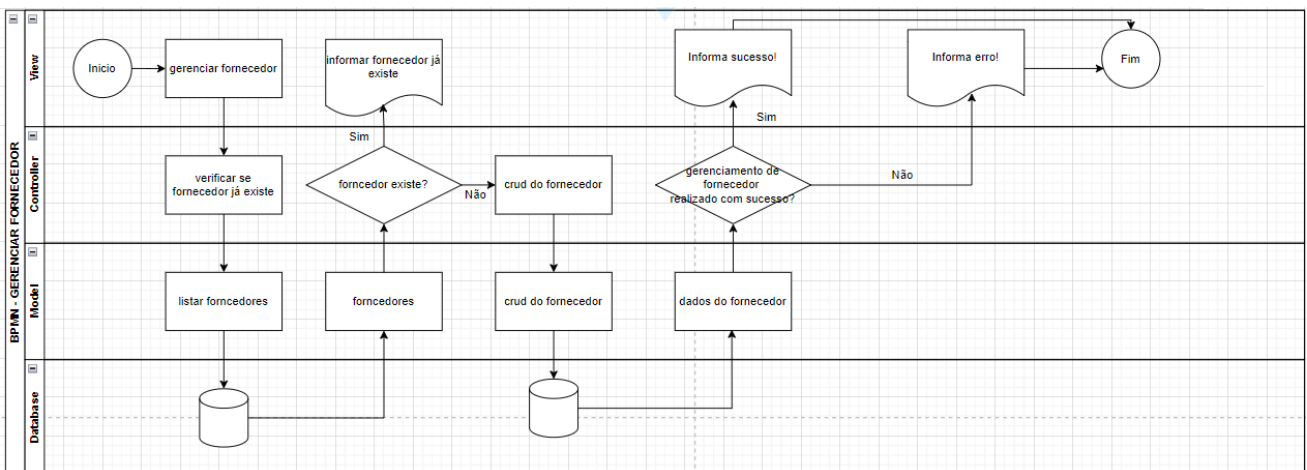 BPMN - GERENCIAR FORNECEDOR
View
Inicio
gerenciar fornecedor
informar fornecedor já
existe
Informa sucesso!
Informa erro!
Fim
Sim
Sim
Controller
verificar se
fornecedor já existe
forncedor existe?
Não
crud do fornecedor
gerenciamento de
fornecedor
realizado com sucesso?
Não
Model
listar forncedores
forncedores
crud do fornecedor
dados do fornecedor
Database